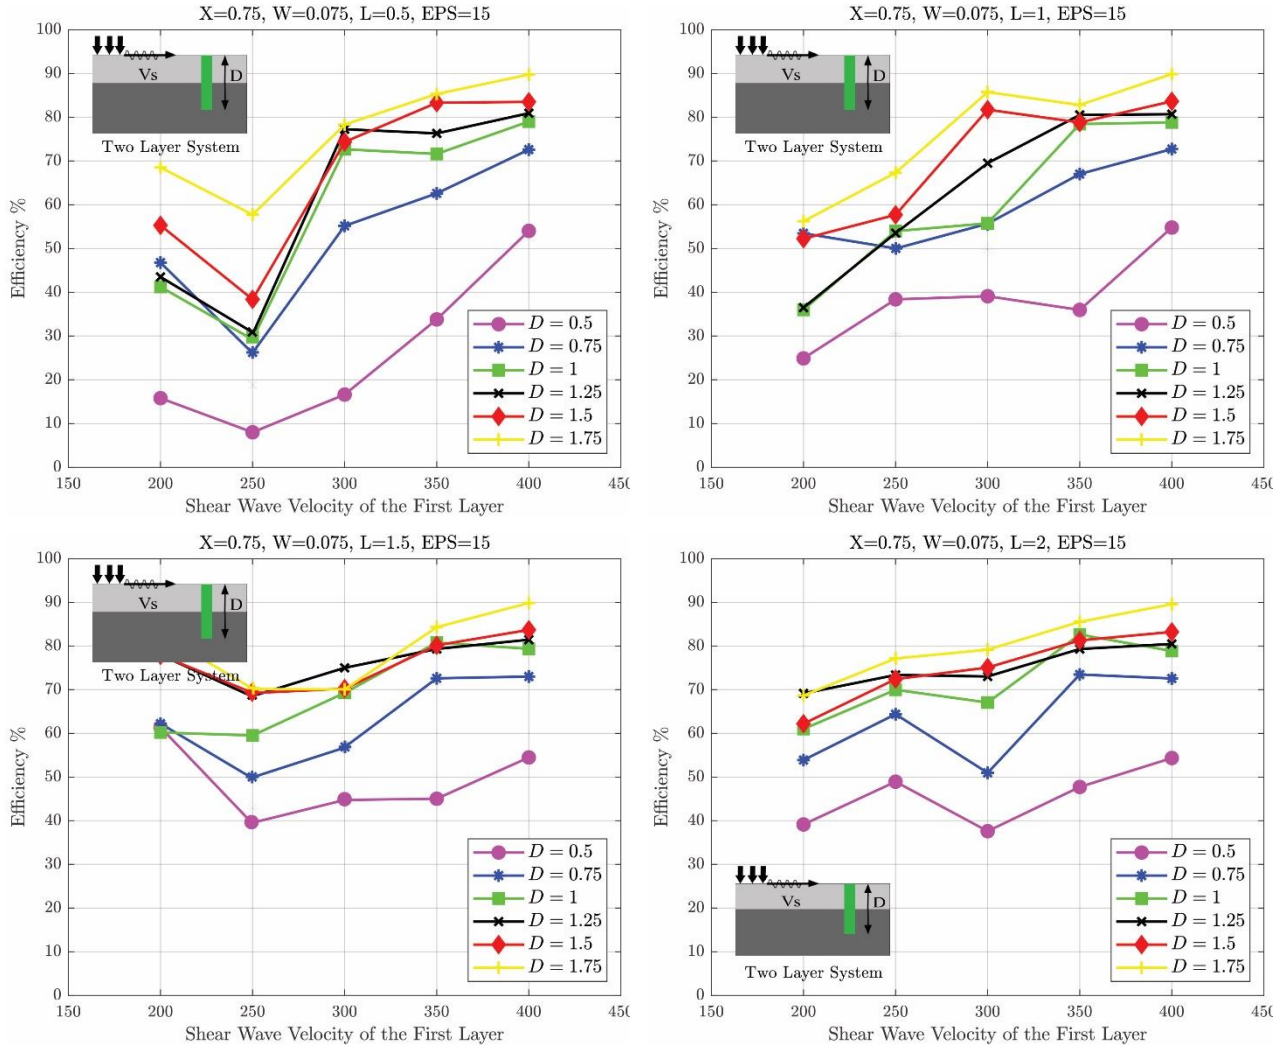 X=0.75, W=0.075, L=0.5, EPS=15
100
90
80
70
60
50
40
30
20
10
0
Efficiency %
Vs
D
Two Layer System
D = 0.5
D = 0.75
D = 1
D = 1.25
D = 1.5
D = 1.75
150 200 250 300 350 400 450
Shear Wave Velocity of the First Layer
X=0.75, W=0.075, L=1, EPS=15
100
90
80
70
60
50
40
30
20
10
0
Efficiency %
Vs
D
Two Layer System
D = 0.5
D = 0.75
D = 1
D = 1.25
D = 1.5
D = 1.75
150 200 250 300 350 400 450
Shear Wave Velocity of the First Layer
X=0.75, W=0.075, L=1.5, EPS=15
100
90
80
70
60
50
40
30
20
10
0
Efficiency %
Vs
D
Two Layer System
D = 0.5
D = 0.75
D = 1
D = 1.25
D = 1.5
D = 1.75
150 200 250 300 350 400 450
Shear Wave Velocity of the First Layer
X=0.75, W=0.075, L=2, EPS=15
100
90
80
70
60
50
40
30
20
10
0
Efficiency %
Vs
D
Two Layer System
D = 0.5
D = 0.75
D = 1
D = 1.25
D = 1.5
D = 1.75
150 200 250 300 350 400 450
Shear Wave Velocity of the First Layer